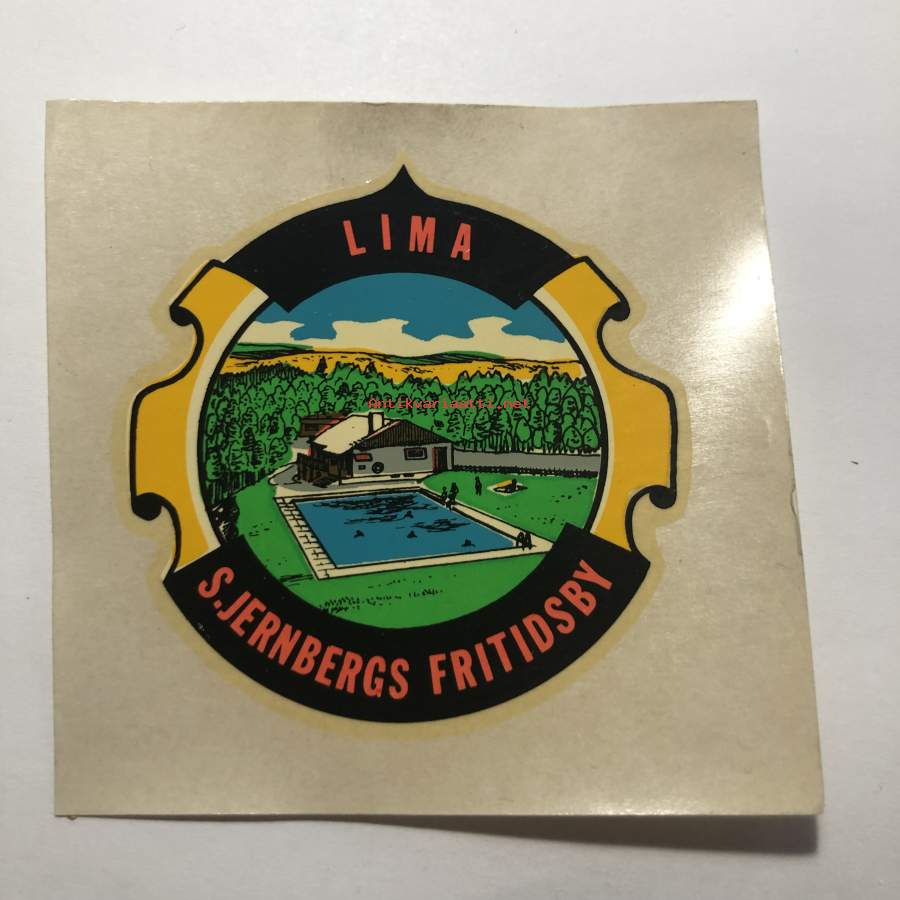 LIMA
Antikvariaatti.net
S.JERNBERGS FRITIDSBY